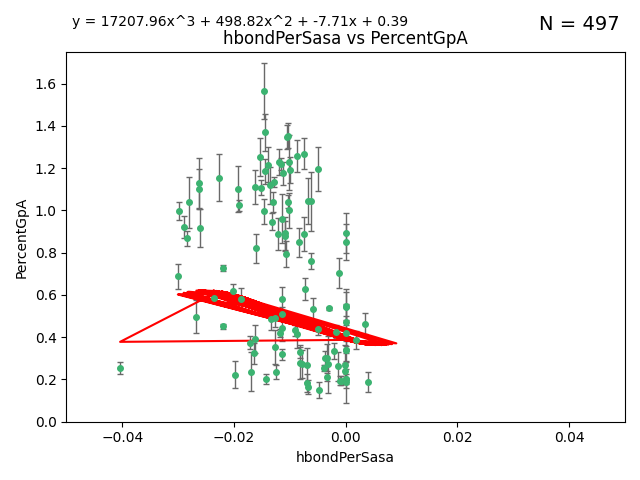 y = 17207.96x^3 + 498.82x^2 + -7.71x + 0.39
N = 497
hbondPerSasa vs PercentGpA
PercentGpA
1.6
1.4
1.2
1.0
0.8
0.6
0.4
0.2
0.0
−0.04 −0.02 0.00 0.02 0.04
hbondPerSasa